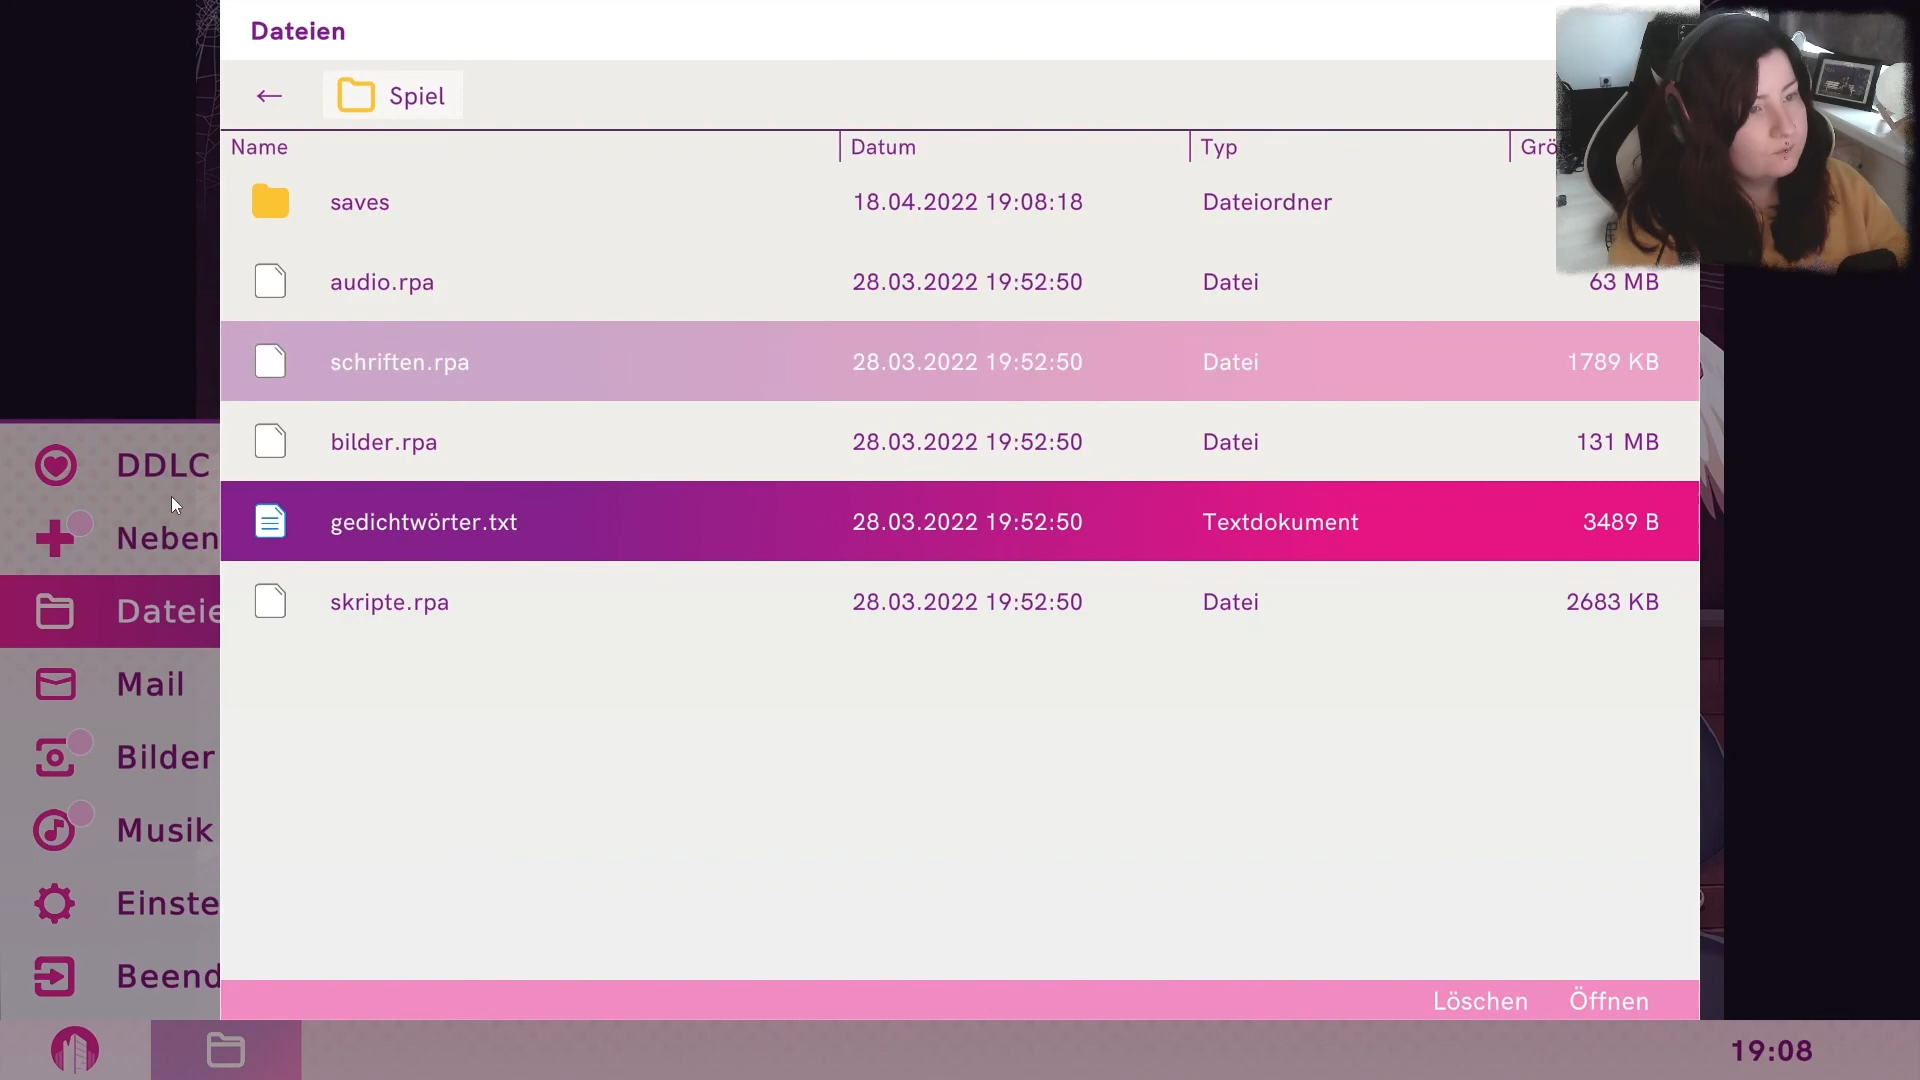 Dateien
← Spiel
Name Datum Typ Grö
saves 18.04.2022 19:08:18 Dateiordner
audio.rpa 28.03.2022 19:52:50 Datei 63 MB
schriften.rpa 28.03.2022 19:52:50 Datei 1789 KB
bilder.rpa 28.03.2022 19:52:50 Datei 131 MB
gedichtwörter.txt 28.03.2022 19:52:50 Textdokument 3489 B
skripte.rpa 28.03.2022 19:52:50 Datei 2683 KB
DDLC
Neben
Dateie
Mail
Bilder
Musik
Einste
Beend
Löschen Öffnen
19:08